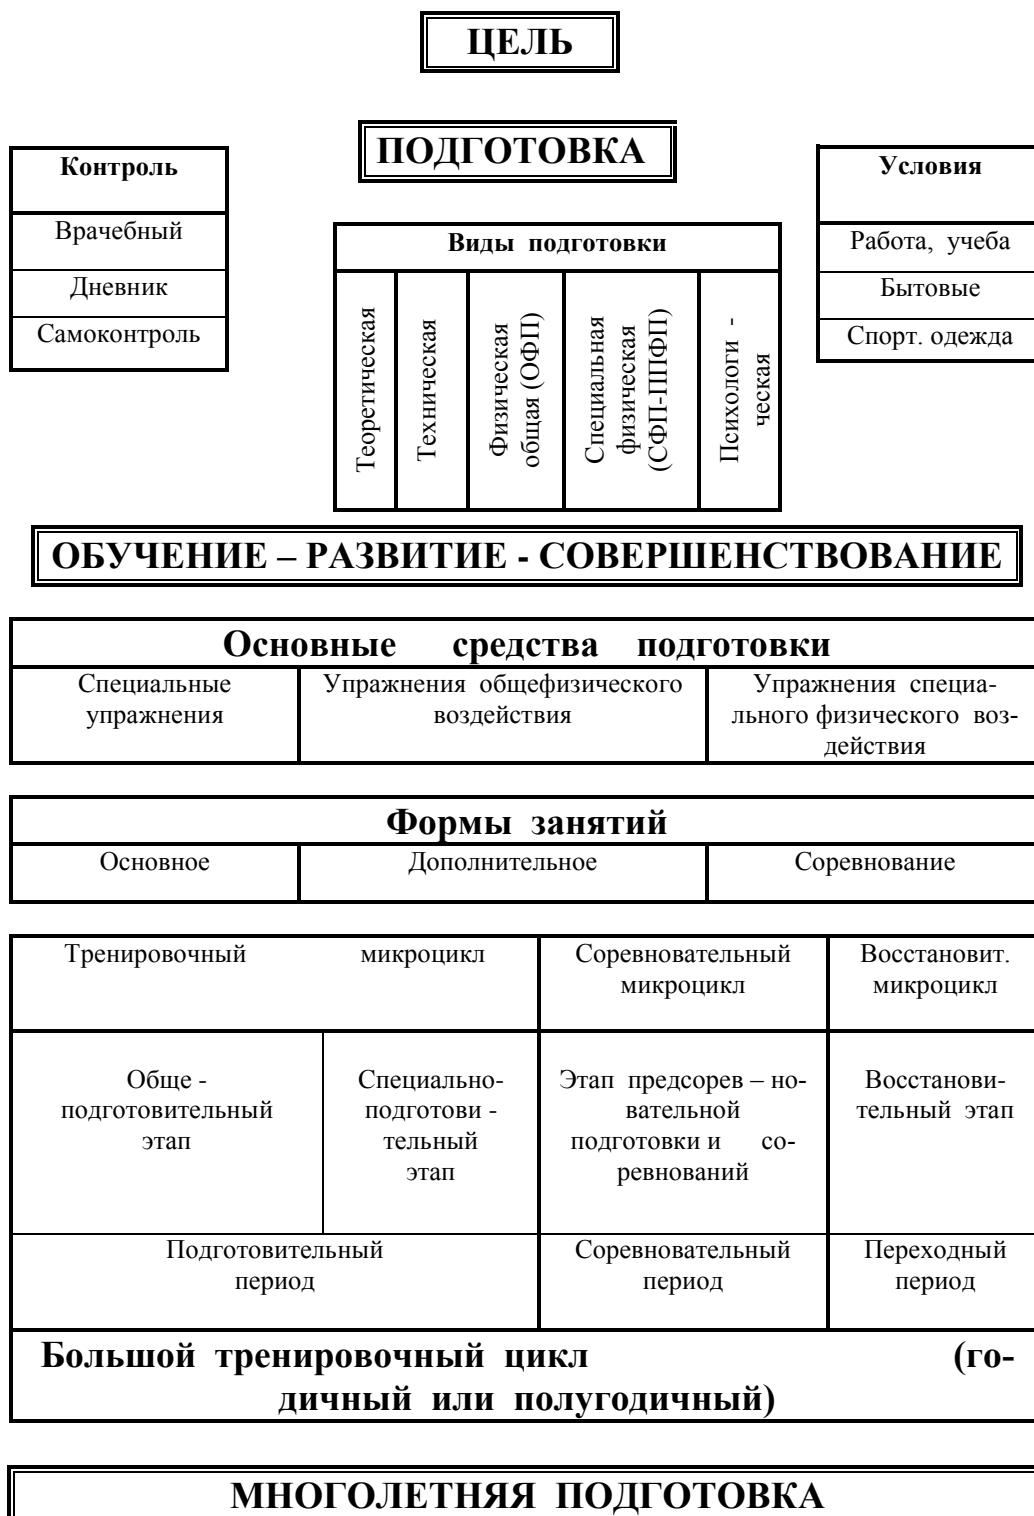 ЦЕЛЬ
ПОДГОТОВКА
Контроль
Врачебный
Дневник
Самоконтроль
Виды подготовки
Теоретическая
Техническая
Физическая
общая (ОФП)
Специальная
физическая
(СФП-ППФП)
Психологи -
ческая
Условия
Работа, учеба
Бытовые
Спорт. одежда
ОБУЧЕНИЕ – РАЗВИТИЕ - СОВЕРШЕНСТВОВАНИЕ
Основные средства подготовки
Специальные
упражнения
Упражнения общефизического
воздействия
Упражнения специа-
льного физического воз-
действия
Формы занятий
Основное
Дополнительное
Соревнование
Тренировочный микроцикл
Соревновательный
микроцикл
Восстановит.
микроцикл
Обще -
подготовительный
этап
Специально-
подготови -
тельный
этап
Этап предсорев – но-
вательной
подготовки и со-
ревнований
Восстанови-
тельный этап
Подготовительный
период
Соревновательный
период
Переходный
период
Большой тренировочный цикл (го-
дичный или полугодичный)
МНОГОЛЕТНЯЯ ПОДГОТОВКА